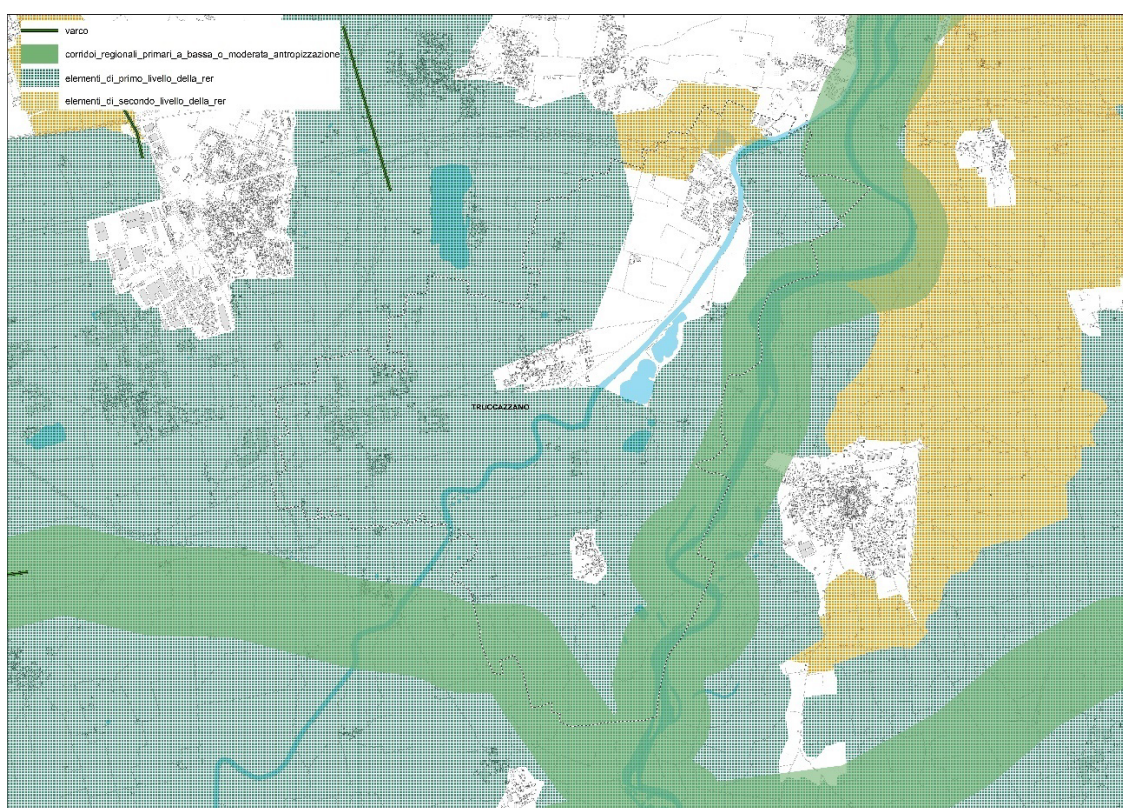 varco
corridoi_regionali_primari_a_bassa_o_moderata_antropizzazione
elementi_di_primo_livello_della_rer
elementi_di_secondo_livello_della_rer
TRUCCAZZANO